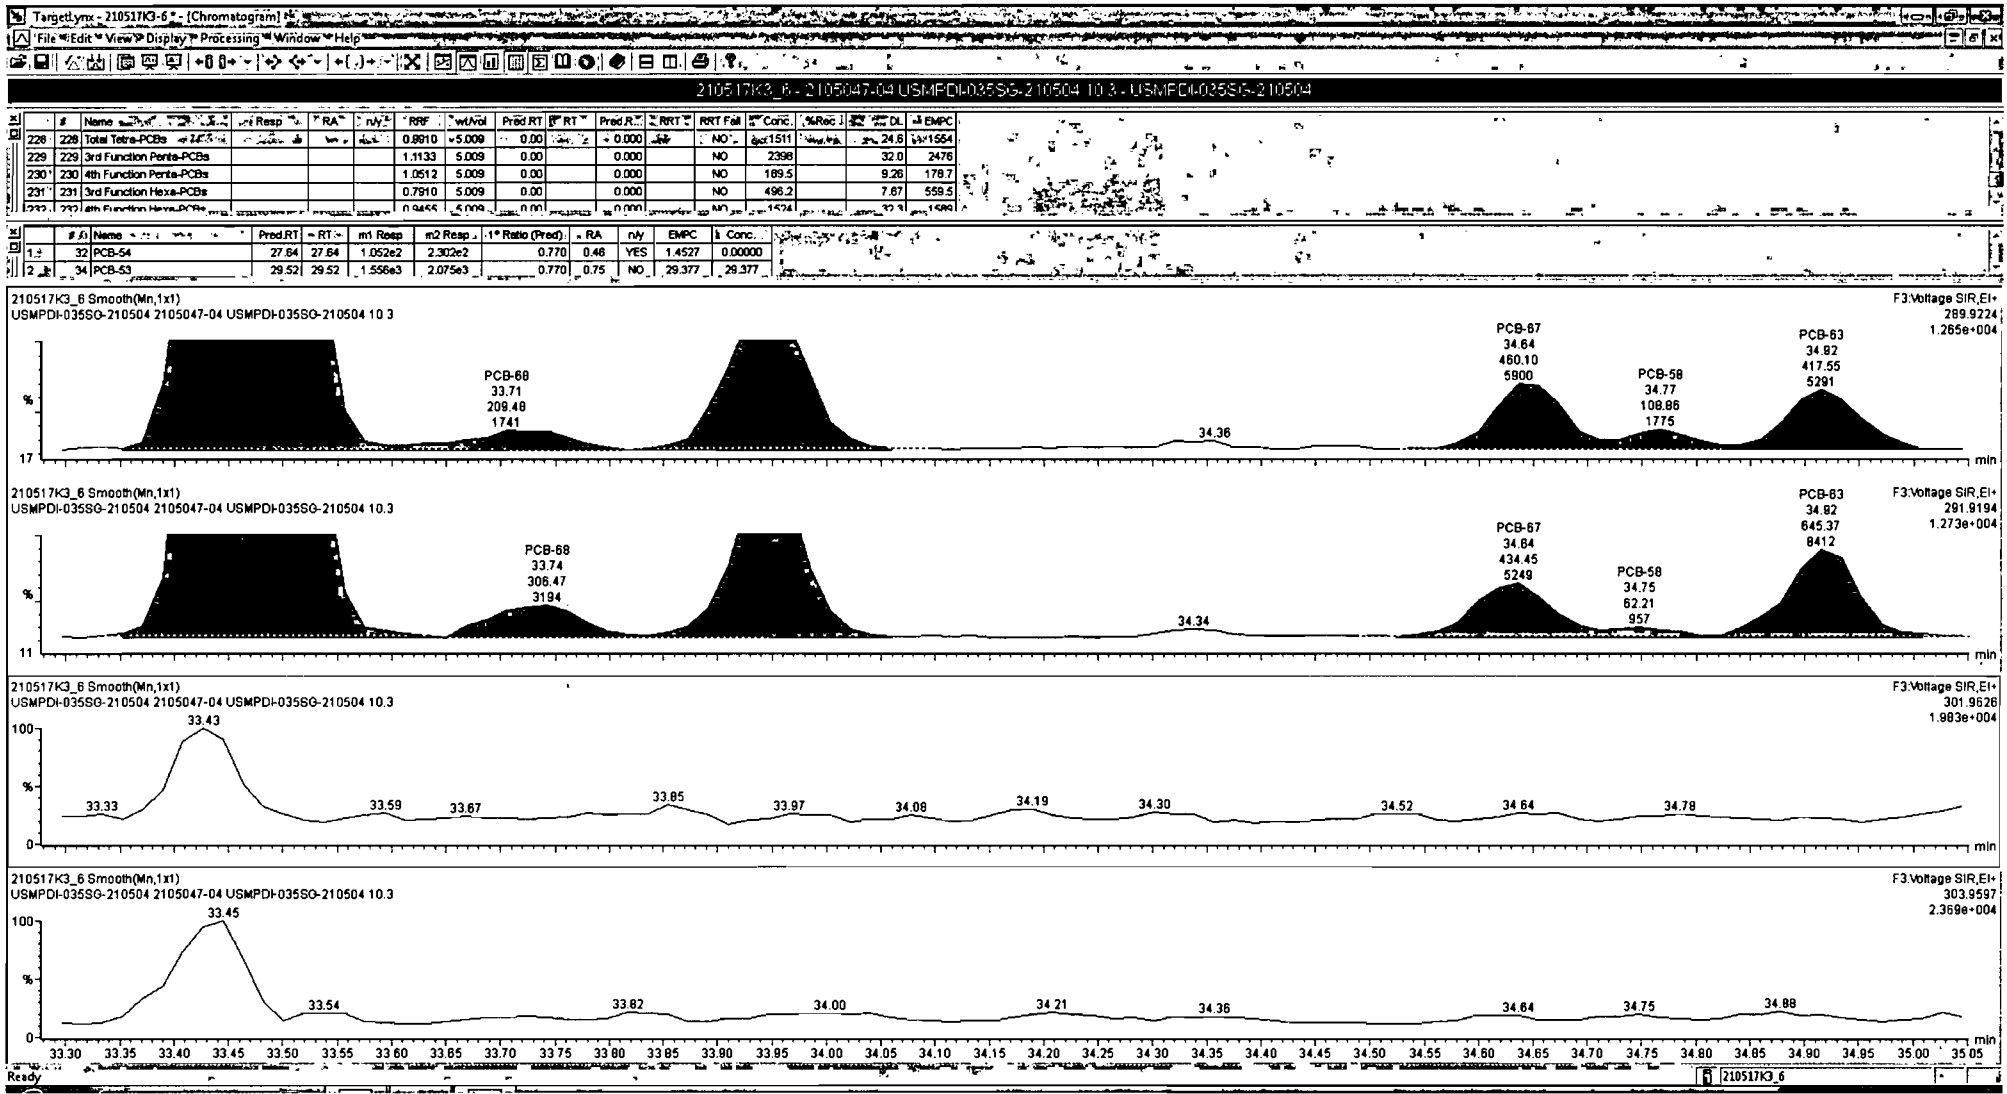 TargetLynx - 210517K3-6 * - [Chromatogram]
File Edit View Display Processing Window Help
210517K3_6 - 2105047-04 USMPDI-035SG-210504 10.3 - USMPDI-035SG-210504
# Name Resp RA n/y RRF wt/vol Pred.RT RT Pred.R... RRT RRT Fail Conc. %Rec DL EMPC
228 228 Total Tetra-PCBs 0.9910 5.009 0.00 0.000 NO 1511 24.6 1554
229 229 3rd Function Penta-PCBs 1.1133 5.009 0.00 0.000 NO 2398 32.0 2476
230 230 4th Function Penta-PCBs 1.0512 5.009 0.00 0.000 NO 169.5 9.26 178.7
231 231 3rd Function Hexa-PCBs 0.7910 5.009 0.00 0.000 NO 496.2 7.67 559.5
232 232 4th Function Hexa-PCBs 0.9455 5.009 0.00 0.000 NO 1524 32.3 1589
# Name Pred.RT RT m1 Resp m2 Resp 1° Ratio (Pred) RA n/y EMPC Conc.
1 32 PCB-54 27.64 27.64 1.052e2 2.302e2 0.770 0.46 YES 1.4527 0.00000
2 34 PCB-53 29.52 29.52 1.556e3 2.075e3 0.770 0.75 NO 29.377 29.377
210517K3_6 Smooth(Mn,1x1)
USMPDI-035SG-210504 2105047-04 USMPDI-035SG-210504 10.3
F3:Voltage SIR,EI+
289.9224
1.265e+004
PCB-68
33.71
209.48
1741
34.36
PCB-67
34.64
460.10
5900
PCB-58
34.77
108.86
1775
PCB-63
34.92
417.55
5291
%
17
min
210517K3_6 Smooth(Mn,1x1)
USMPDI-035SG-210504 2105047-04 USMPDI-035SG-210504 10.3
F3:Voltage SIR,EI+
291.9194
1.273e+004
PCB-68
33.74
306.47
3194
34.34
PCB-67
34.64
434.45
5249
PCB-58
34.75
62.21
957
PCB-63
34.92
645.37
8412
%
11
min
210517K3_6 Smooth(Mn,1x1)
USMPDI-035SG-210504 2105047-04 USMPDI-035SG-210504 10.3
F3:Voltage SIR,EI+
301.9626
1.983e+004
100
%
0
33.33 33.43 33.59 33.67 33.85 33.97 34.08 34.19 34.30 34.52 34.64 34.78
min
210517K3_6 Smooth(Mn,1x1)
USMPDI-035SG-210504 2105047-04 USMPDI-035SG-210504 10.3
F3:Voltage SIR,EI+
303.9597
2.369e+004
100
%
0
33.45 33.54 33.82 34.00 34.21 34.36 34.64 34.75 34.88
min
33.30 33.35 33.40 33.45 33.50 33.55 33.60 33.65 33.70 33.75 33.80 33.85 33.90 33.95 34.00 34.05 34.10 34.15 34.20 34.25 34.30 34.35 34.40 34.45 34.50 34.55 34.60 34.65 34.70 34.75 34.80 34.85 34.90 34.95 35.00 35.05
Ready
210517K3_6